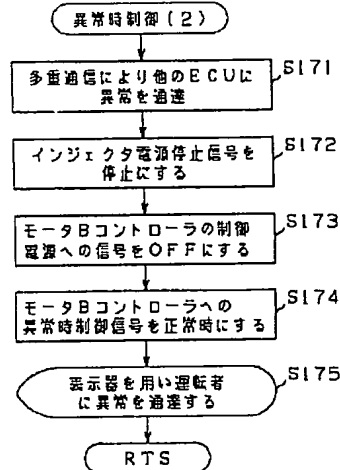 異常時制御(2)
多重通信により他のECUに
異常を通達
S171
インジェクタ電源停止信号を
停止にする
S172
モータBコントローラの制御
電源への信号をOFFにする
S173
モータBコントローラへの
異常時制御信号を正常時にする
S174
表示器を用い運転者
に異常を通達する
S175
RTS